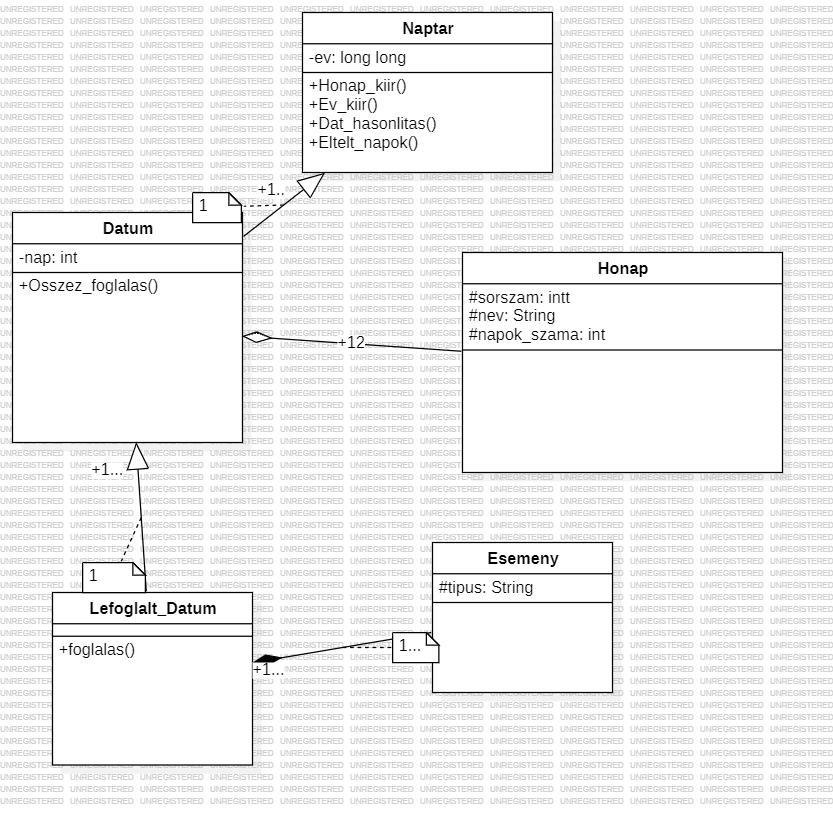 Naptar
-ev: long long
+Honap_kiir()
+Ev_kiir()
+Dat_hasonlitas()
+Eltelt_napok()
+1..
1
Datum
-nap: int
+Osszez_foglalas()
Honap
#sorszam: intt
#nev: String
#napok_szama: int
+12
+1...
1
Lefoglalt_Datum
+foglalas()
Esemeny
#tipus: String
1...
+1...
UNREGISTERED